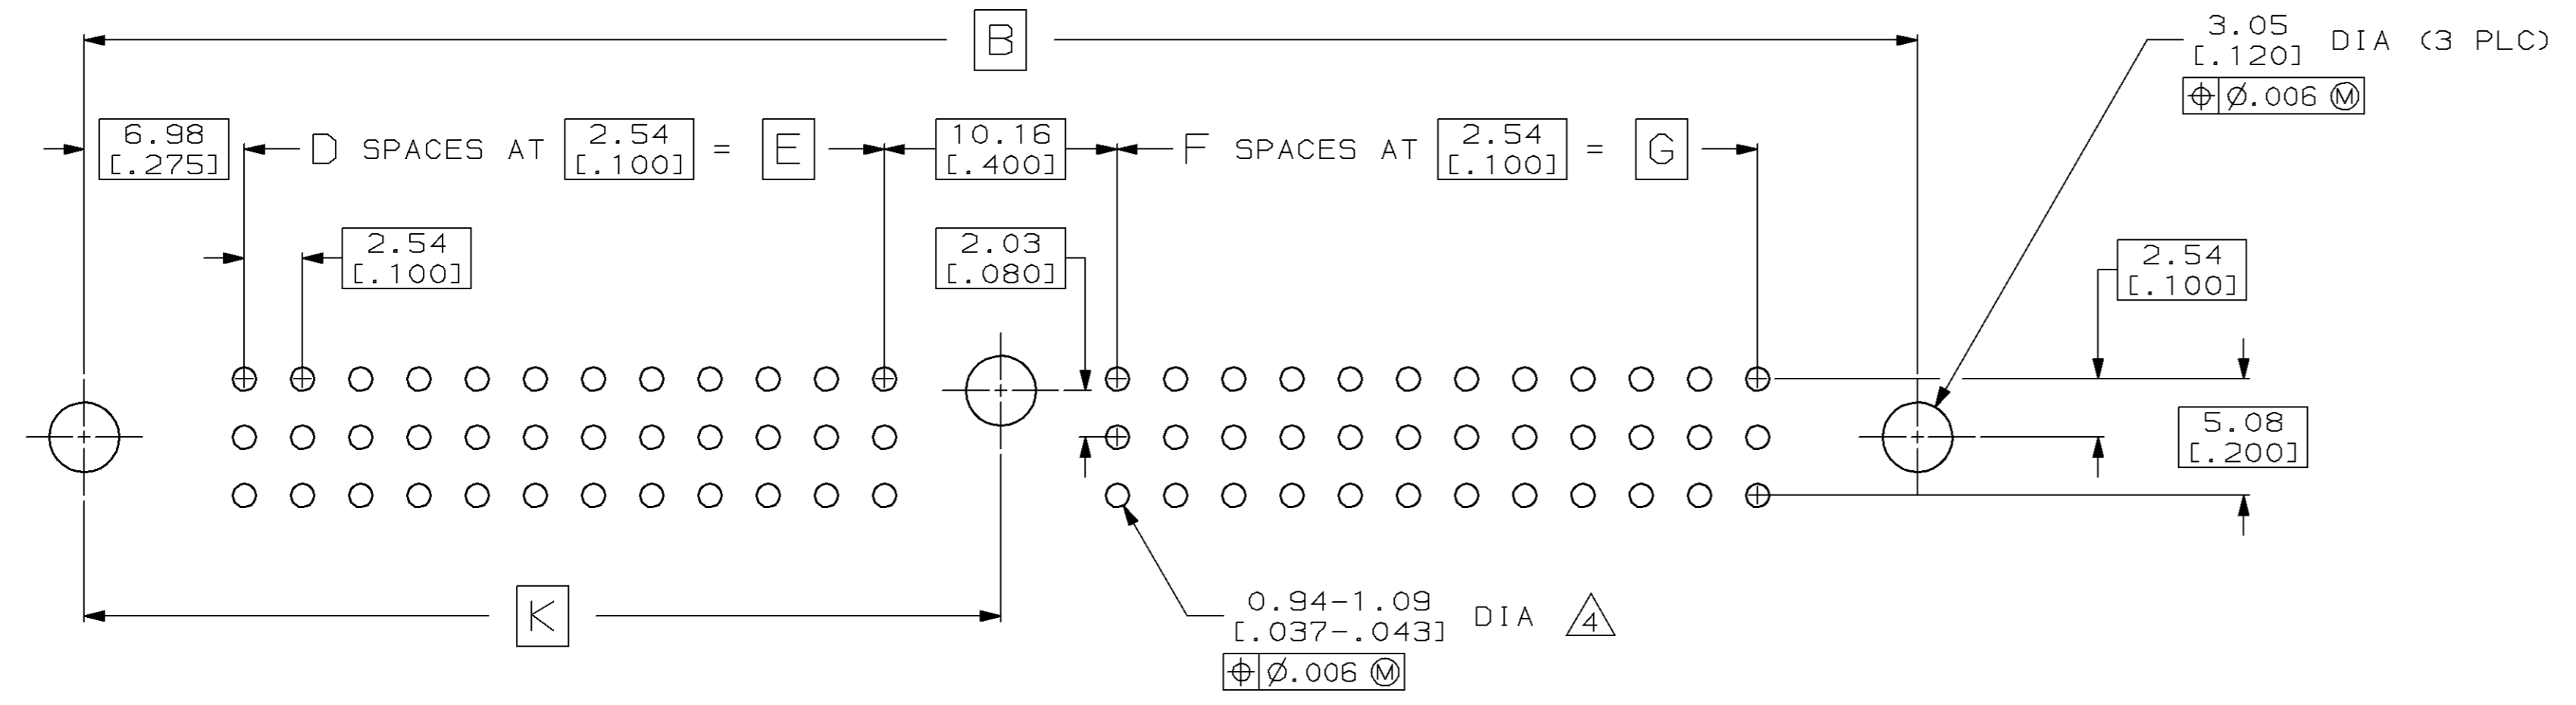 B
3.05
[.120] DIA (3 PLC)
⌖ Ø.006 Ⓜ
6.98
[.275]
D SPACES AT 2.54 [.100] = E
10.16
[.400]
F SPACES AT 2.54 [.100] = G
2.54
[.100]
2.03
[.080]
2.54
[.100]
5.08
[.200]
K
0.94-1.09
[.037-.043] DIA 4
⌖ Ø.006 Ⓜ